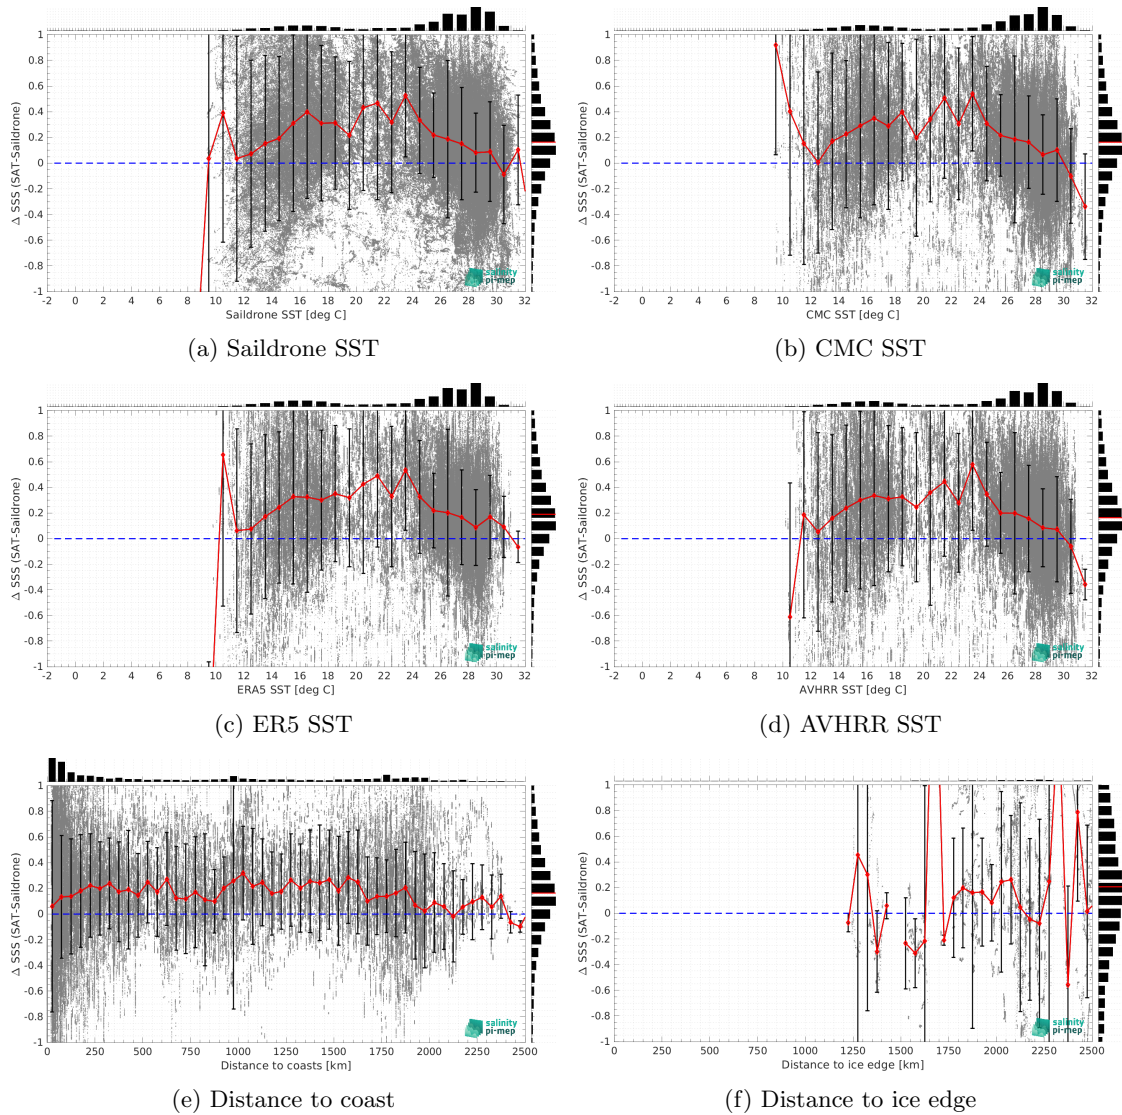 1
0.8
0.6
0.4
0.2
0
-0.2
-0.4
-0.6
-0.8
-1
Δ SSS (SAT-Saildrone)
-2 0 2 4 6 8 10 12 14 16 18 20 22 24 26 28 30 32
Saildrone SST [deg C]
salinity
pi-mep
(a) Saildrone SST
1
0.8
0.6
0.4
0.2
0
-0.2
-0.4
-0.6
-0.8
-1
Δ SSS (SAT-Saildrone)
-2 0 2 4 6 8 10 12 14 16 18 20 22 24 26 28 30 32
CMC SST [deg C]
salinity
pi-mep
(b) CMC SST
1
0.8
0.6
0.4
0.2
0
-0.2
-0.4
-0.6
-0.8
-1
Δ SSS (SAT-Saildrone)
-2 0 2 4 6 8 10 12 14 16 18 20 22 24 26 28 30 32
ERA5 SST [deg C]
salinity
pi-mep
(c) ER5 SST
1
0.8
0.6
0.4
0.2
0
-0.2
-0.4
-0.6
-0.8
-1
Δ SSS (SAT-Saildrone)
-2 0 2 4 6 8 10 12 14 16 18 20 22 24 26 28 30 32
AVHRR SST [deg C]
salinity
pi-mep
(d) AVHRR SST
1
0.8
0.6
0.4
0.2
0
-0.2
-0.4
-0.6
-0.8
-1
Δ SSS (SAT-Saildrone)
0 250 500 750 1000 1250 1500 1750 2000 2250 2500
Distance to coasts [km]
salinity
pi-mep
(e) Distance to coast
1
0.8
0.6
0.4
0.2
0
-0.2
-0.4
-0.6
-0.8
-1
Δ SSS (SAT-Saildrone)
0 250 500 750 1000 1250 1500 1750 2000 2250 2500
Distance to ice edge [km]
salinity
pi-mep
(f) Distance to ice edge